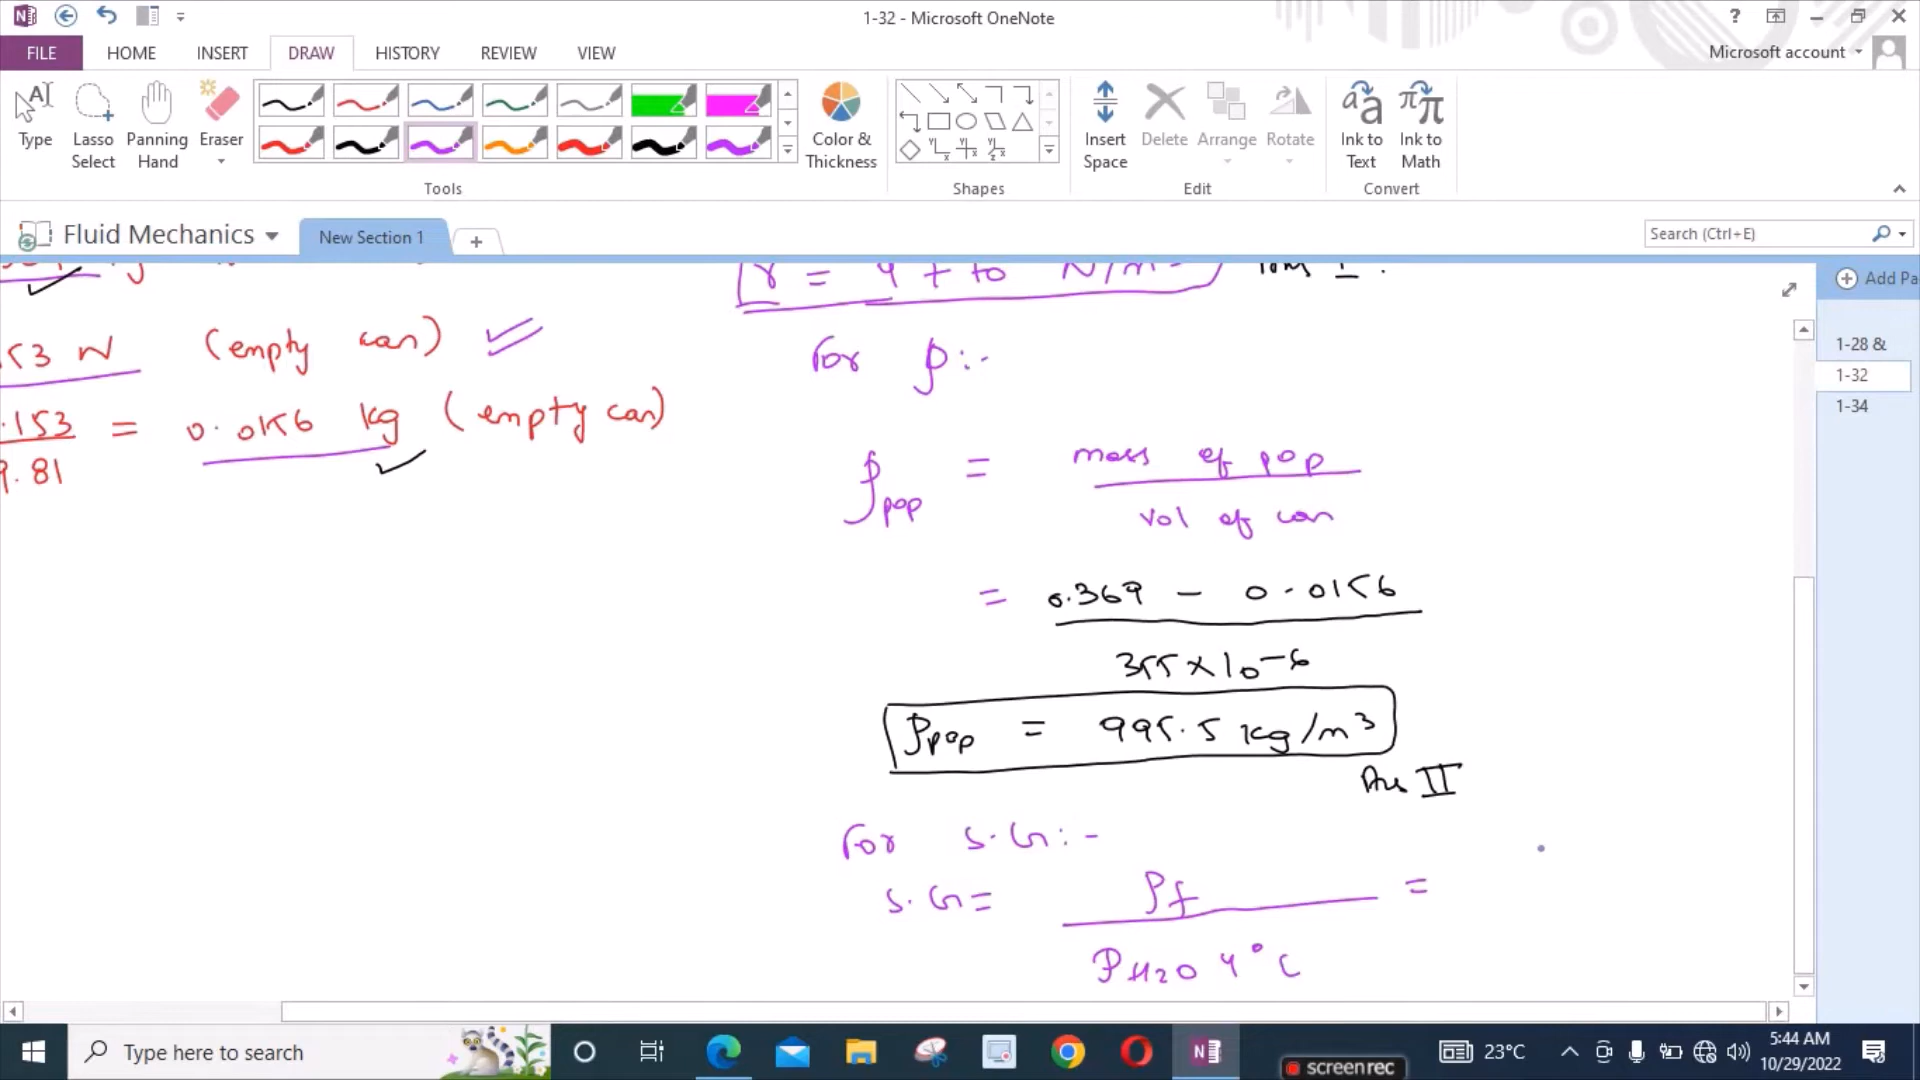 1-32 - Microsoft OneNote
FILE HOME INSERT DRAW HISTORY REVIEW VIEW
Microsoft account
Type
Lasso Select
Panning Hand
Eraser
Color & Thickness
Insert Space
Delete
Arrange
Rotate
Ink to Text
Ink to Math
Tools
Shapes
Edit
Convert
Fluid Mechanics
New Section 1
Search (Ctrl+E)
Add Pa
1-28 &
1-32
1-34
53 N (empty can)
.153 = 0.0156 kg (empty can)
9.81
N/m
For ρ:-
ρpop = mass of pop
vol of can
= 0.369 - 0.0156
355 × 10-6
ρpop = 995.5 kg/m3
Ans II
For S.G:-
S.G = ρf =
ρH2O 4°C
Type here to search
23°C
5:44 AM
10/29/2022
screenrec